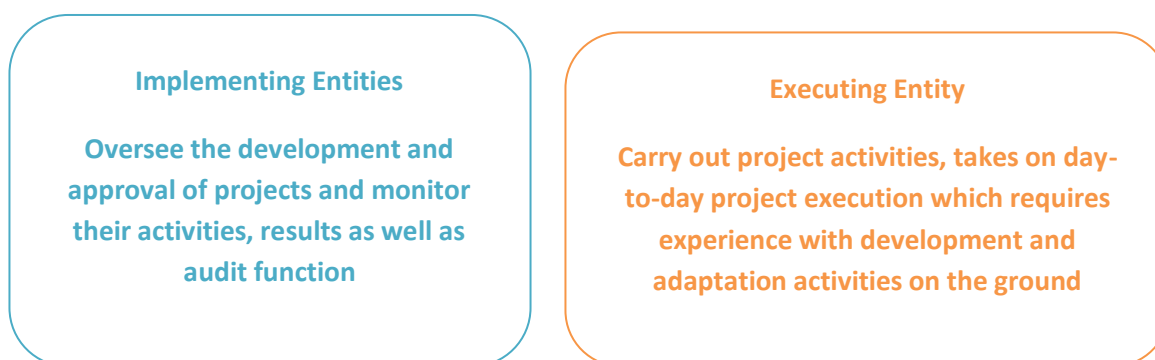 Implementing Entities
Oversee the development and
approval of projects and monitor
their activities, results as well as
audit function
Executing Entity
Carry out project activities, takes on day-
to-day project execution which requires
experience with development and
adaptation activities on the ground